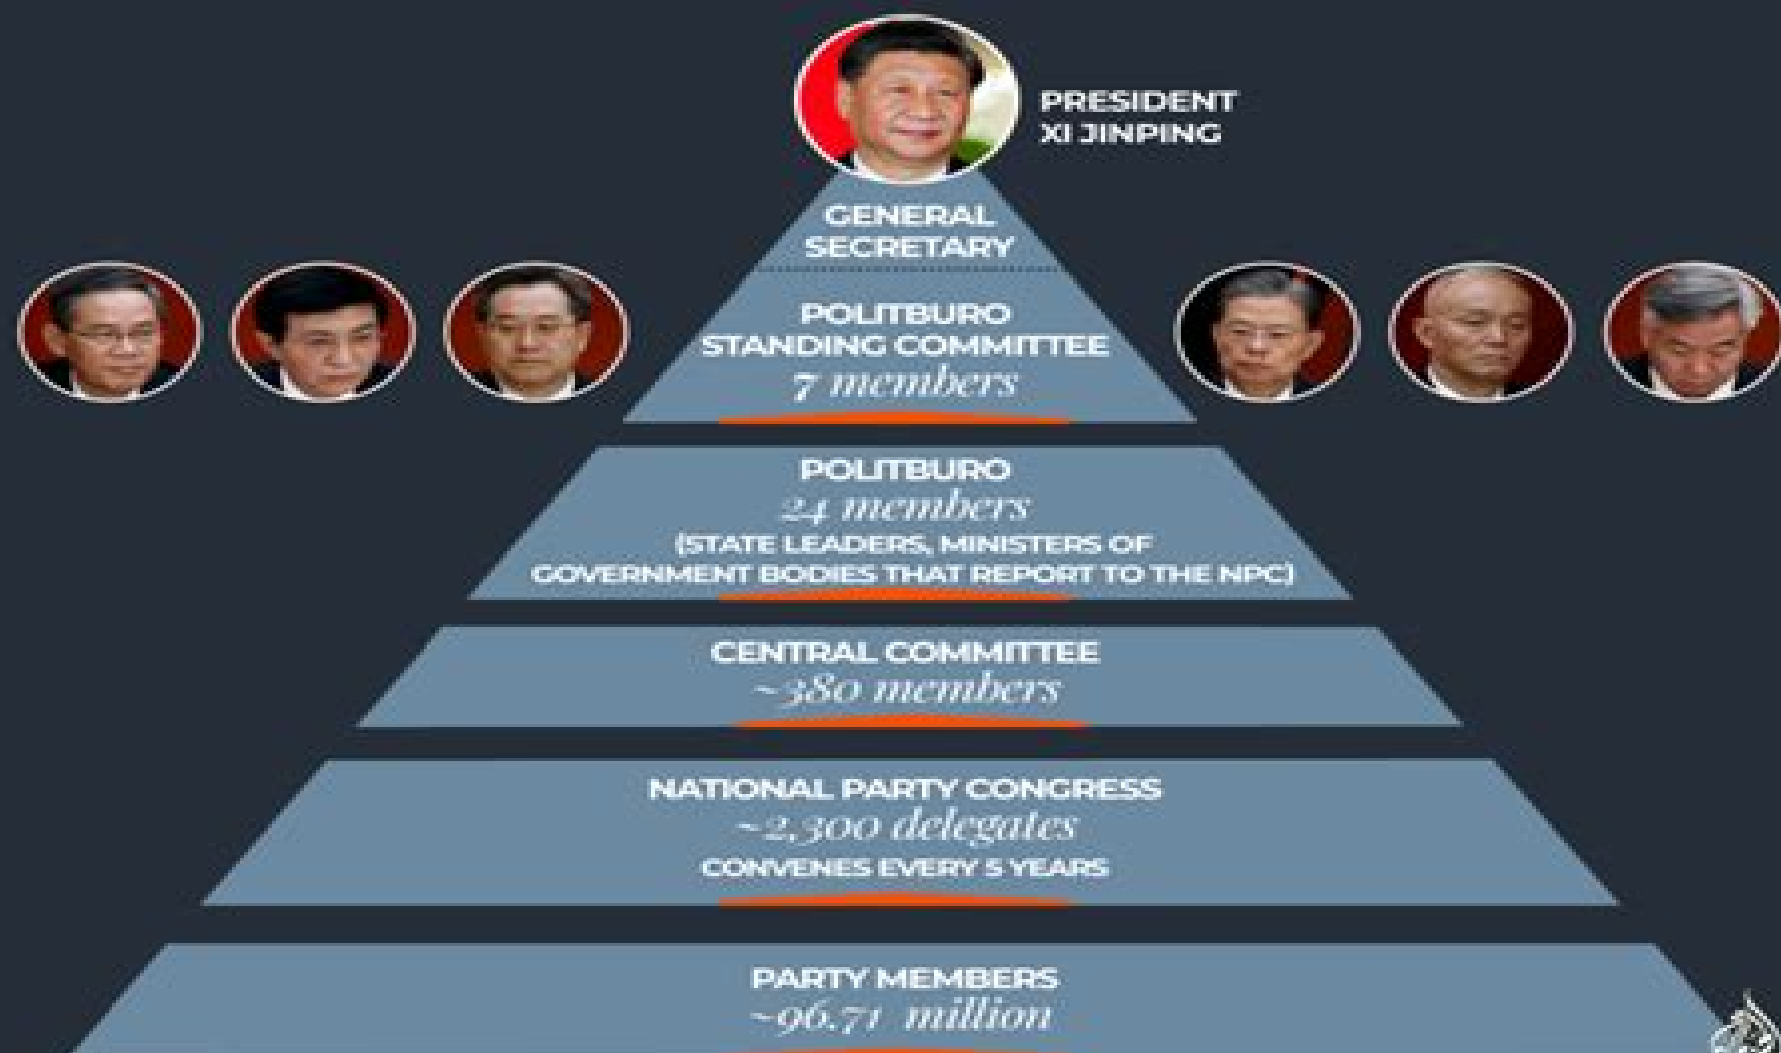 PRESIDENT
XI JINPING
GENERAL
SECRETARY
POLITBURO
STANDING COMMITTEE
7 members
POLITBURO
24 members
(STATE LEADERS, MINISTERS OF
GOVERNMENT BODIES THAT REPORT TO THE NPC)
CENTRAL COMMITTEE
~380 members
NATIONAL PARTY CONGRESS
~2,300 delegates
CONVENES EVERY 5 YEARS
PARTY MEMBERS
~96.71 million